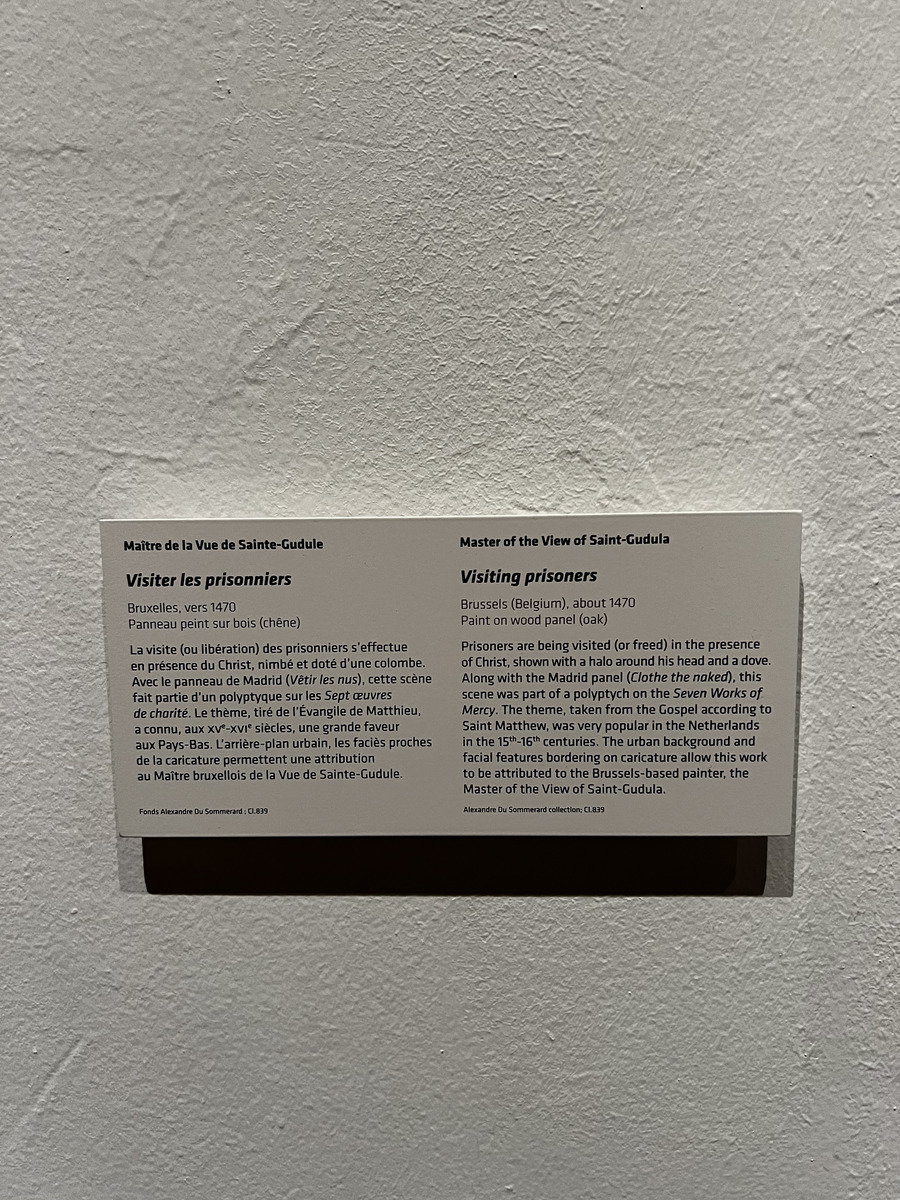 Maître de la Vue de Sainte-Gudule
Visiter les prisonniers
Bruxelles, vers 1470
Panneau peint sur bois (chêne)
La visite (ou libération) des prisonniers s'effectue
en présence du Christ, nimbé et doté d'une colombe.
Avec le panneau de Madrid (Vêtir les nus), cette scène
fait partie d'un polyptyque sur les Sept œuvres
de charité. Le thème, tiré de l'Évangile de Matthieu,
a connu, aux XVᵉ-XVIᵉ siècles, une grande faveur
aux Pays-Bas. L'arrière-plan urbain, les faciès proches
de la caricature permettent une attribution
au Maître bruxellois de la Vue de Sainte-Gudule.
Fonds Alexandre Du Sommerard ; Cl.839
Master of the View of Saint-Gudula
Visiting prisoners
Brussels (Belgium), about 1470
Paint on wood panel (oak)
Prisoners are being visited (or freed) in the presence
of Christ, shown with a halo around his head and a dove.
Along with the Madrid panel (Clothe the naked), this
scene was part of a polyptych on the Seven Works of
Mercy. The theme, taken from the Gospel according to
Saint Matthew, was very popular in the Netherlands
in the 15ᵗʰ-16ᵗʰ centuries. The urban background and
facial features bordering on caricature allow this work
to be attributed to the Brussels-based painter, the
Master of the View of Saint-Gudula.
Alexandre Du Sommerard collection; Cl.839